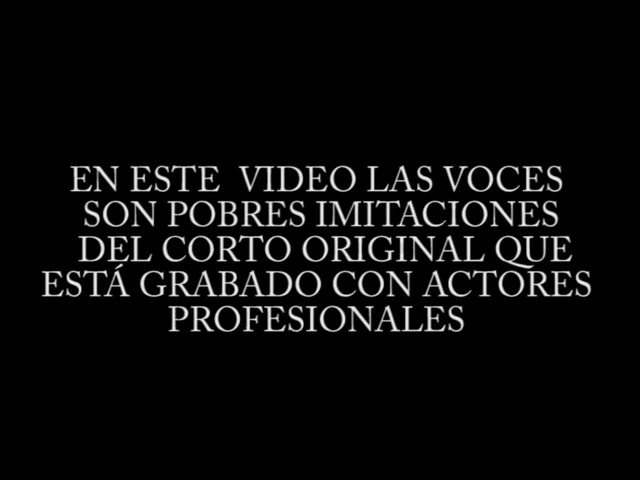 EN ESTE  VIDEO LAS VOCES
SON POBRES IMITACIONES
DEL CORTO ORIGINAL QUE
ESTÁ GRABADO CON ACTORES
PROFESIONALES